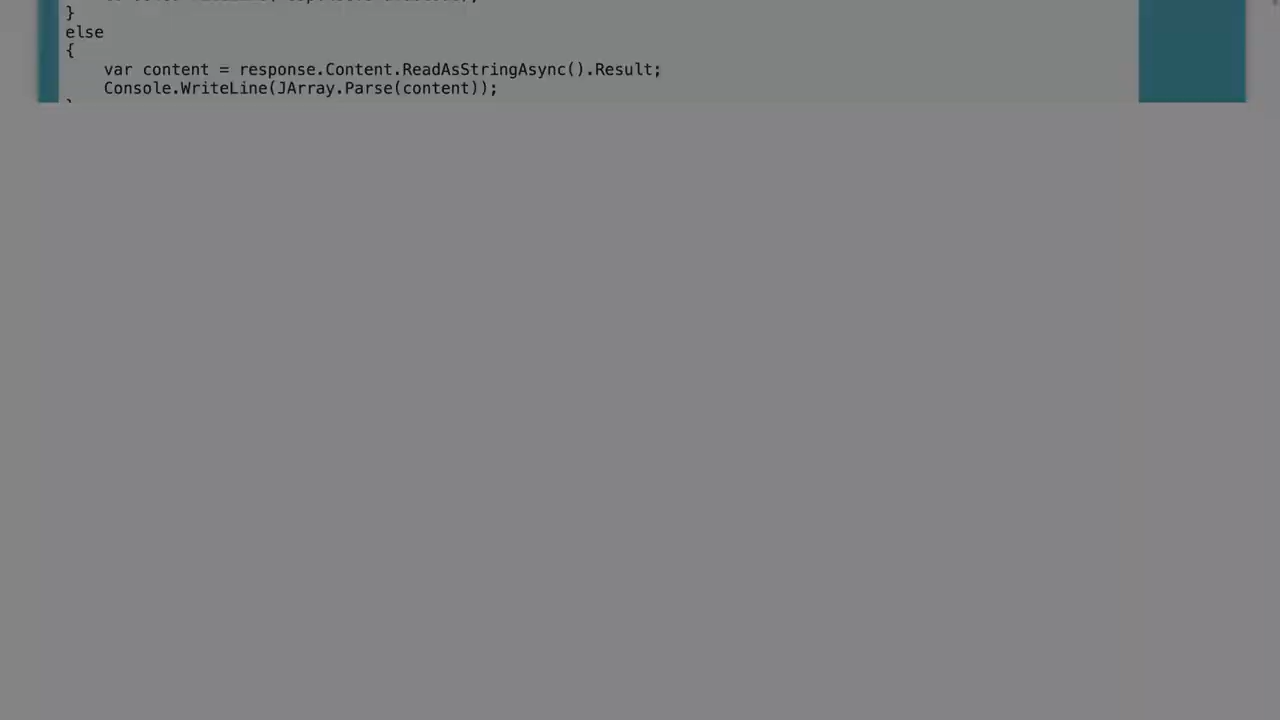 }
else
{
var content = response.Content.ReadAsStringAsync().Result;
Console.WriteLine(JArray.Parse(content));